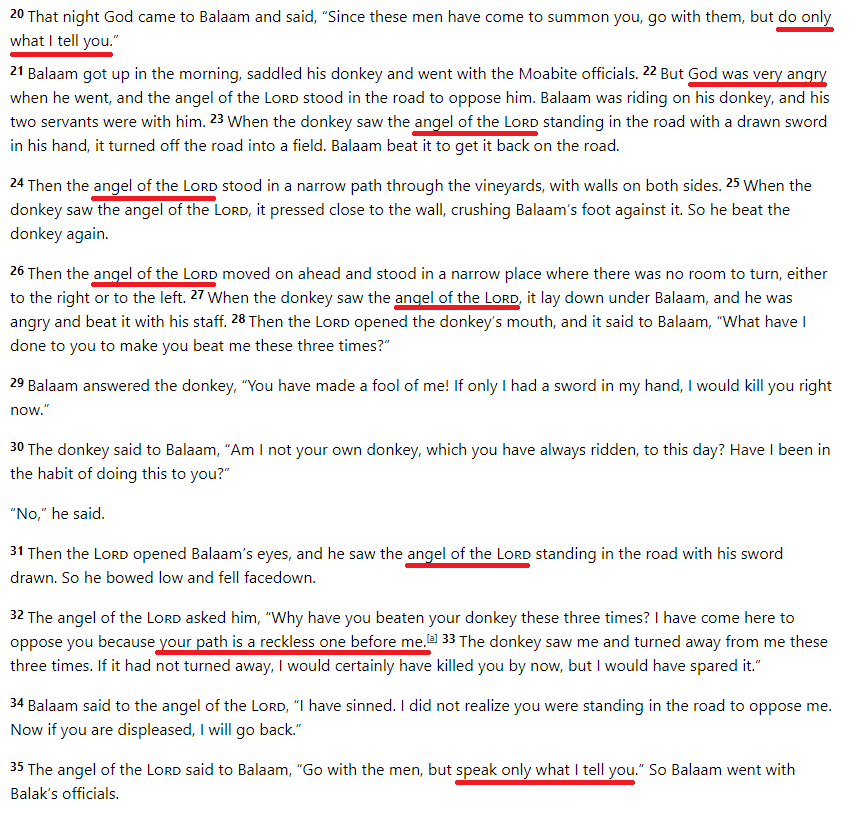 20 That night God came to Balaam and said, “Since these men have come to summon you, go with them, but do only
what I tell you.”
21 Balaam got up in the morning, saddled his donkey and went with the Moabite officials. 22 But God was very angry
when he went, and the angel of the LORD stood in the road to oppose him. Balaam was riding on his donkey, and his
two servants were with him. 23 When the donkey saw the angel of the LORD standing in the road with a drawn sword
in his hand, it turned off the road into a field. Balaam beat it to get it back on the road.
24 Then the angel of the LORD stood in a narrow path through the vineyards, with walls on both sides. 25 When the
donkey saw the angel of the LORD, it pressed close to the wall, crushing Balaam’s foot against it. So he beat the
donkey again.
26 Then the angel of the LORD moved on ahead and stood in a narrow place where there was no room to turn, either
to the right or to the left. 27 When the donkey saw the angel of the LORD, it lay down under Balaam, and he was
angry and beat it with his staff. 28 Then the LORD opened the donkey’s mouth, and it said to Balaam, “What have I
done to you to make you beat me these three times?”
29 Balaam answered the donkey, “You have made a fool of me! If only I had a sword in my hand, I would kill you right
now.”
30 The donkey said to Balaam, “Am I not your own donkey, which you have always ridden, to this day? Have I been in
the habit of doing this to you?”
“No,” he said.
31 Then the LORD opened Balaam’s eyes, and he saw the angel of the LORD standing in the road with his sword
drawn. So he bowed low and fell facedown.
32 The angel of the LORD asked him, “Why have you beaten your donkey these three times? I have come here to
oppose you because your path is a reckless one before me.[a] 33 The donkey saw me and turned away from me these
three times. If it had not turned away, I would certainly have killed you by now, but I would have spared it.”
34 Balaam said to the angel of the LORD, “I have sinned. I did not realize you were standing in the road to oppose me.
Now if you are displeased, I will go back.”
35 The angel of the LORD said to Balaam, “Go with the men, but speak only what I tell you.” So Balaam went with
Balak’s officials.